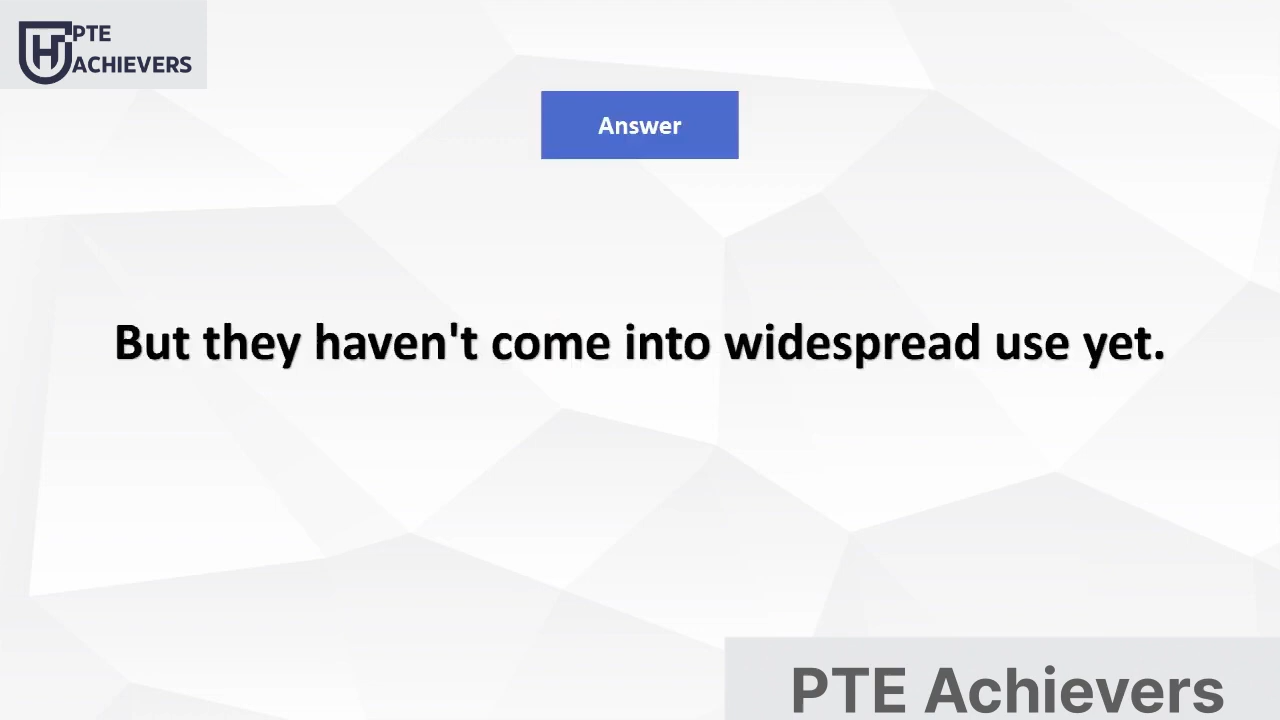 PTE
ACHIEVERS
Answer
But they haven't come into widespread use yet.
PTE Achievers